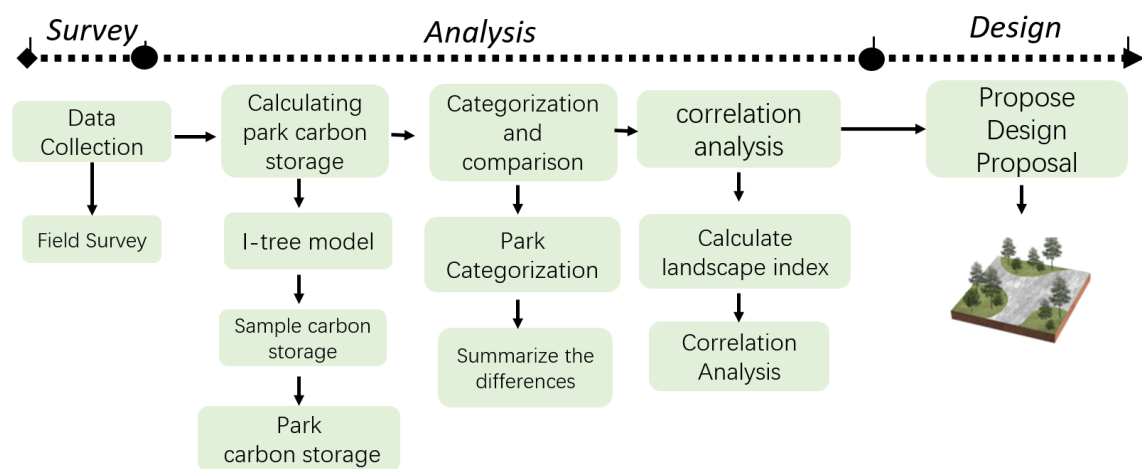 Survey
Analysis
Design
Data
Collection
Calculating
park carbon
storage
Categorization
and
comparison
correlation
analysis
Propose
Design
Proposal
Field Survey
I-tree model
Park
Categorization
Calculate
landscape index
Sample carbon
storage
Summarize the
differences
Correlation
Analysis
Park
carbon storage